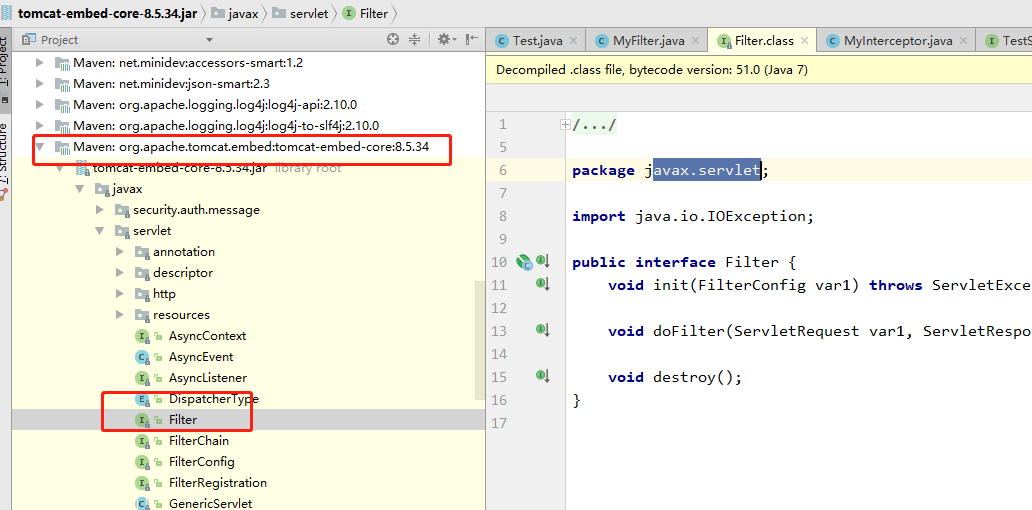 tomcat-embed-core-8.5.34.jar javax servlet Filter
Project
Test.java MyFilter.java Filter.class MyInterceptor.java TestS
1: Project
Z: Structure
Maven: net.minidev:accessors-smart:1.2
Maven: net.minidev:json-smart:2.3
Maven: org.apache.logging.log4j:log4j-api:2.10.0
Maven: org.apache.logging.log4j:log4j-to-slf4j:2.10.0
Maven: org.apache.tomcat.embed:tomcat-embed-core:8.5.34
tomcat-embed-core-8.5.34.jar library root
javax
security.auth.message
servlet
annotation
descriptor
http
resources
AsyncContext
AsyncEvent
AsyncListener
DispatcherType
Filter
FilterChain
FilterConfig
FilterRegistration
GenericServlet
Decompiled .class file, bytecode version: 51.0 (Java 7)
1 /.../
5
6 package javax.servlet;
7
8 import java.io.IOException;
9
10 public interface Filter {
11 void init(FilterConfig var1) throws ServletExce
12
13 void doFilter(ServletRequest var1, ServletRespo
14
15 void destroy();
16 }
17